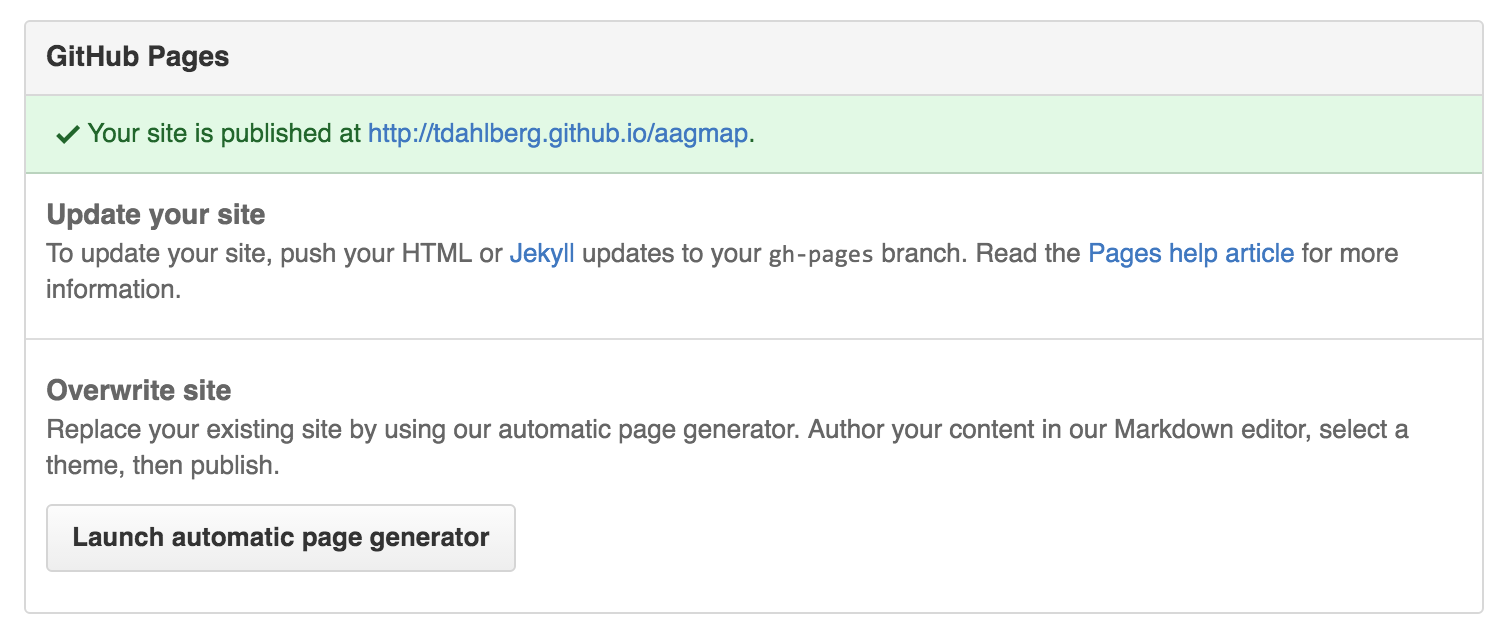 GitHub Pages
Your site is published at http://tdahlberg.github.io/aagmap.
Update your site
To update your site, push your HTML or Jekyll updates to your gh-pages branch. Read the Pages help article for more
information.
Overwrite site
Replace your existing site by using our automatic page generator. Author your content in our Markdown editor, select a
theme, then publish.
Launch automatic page generator